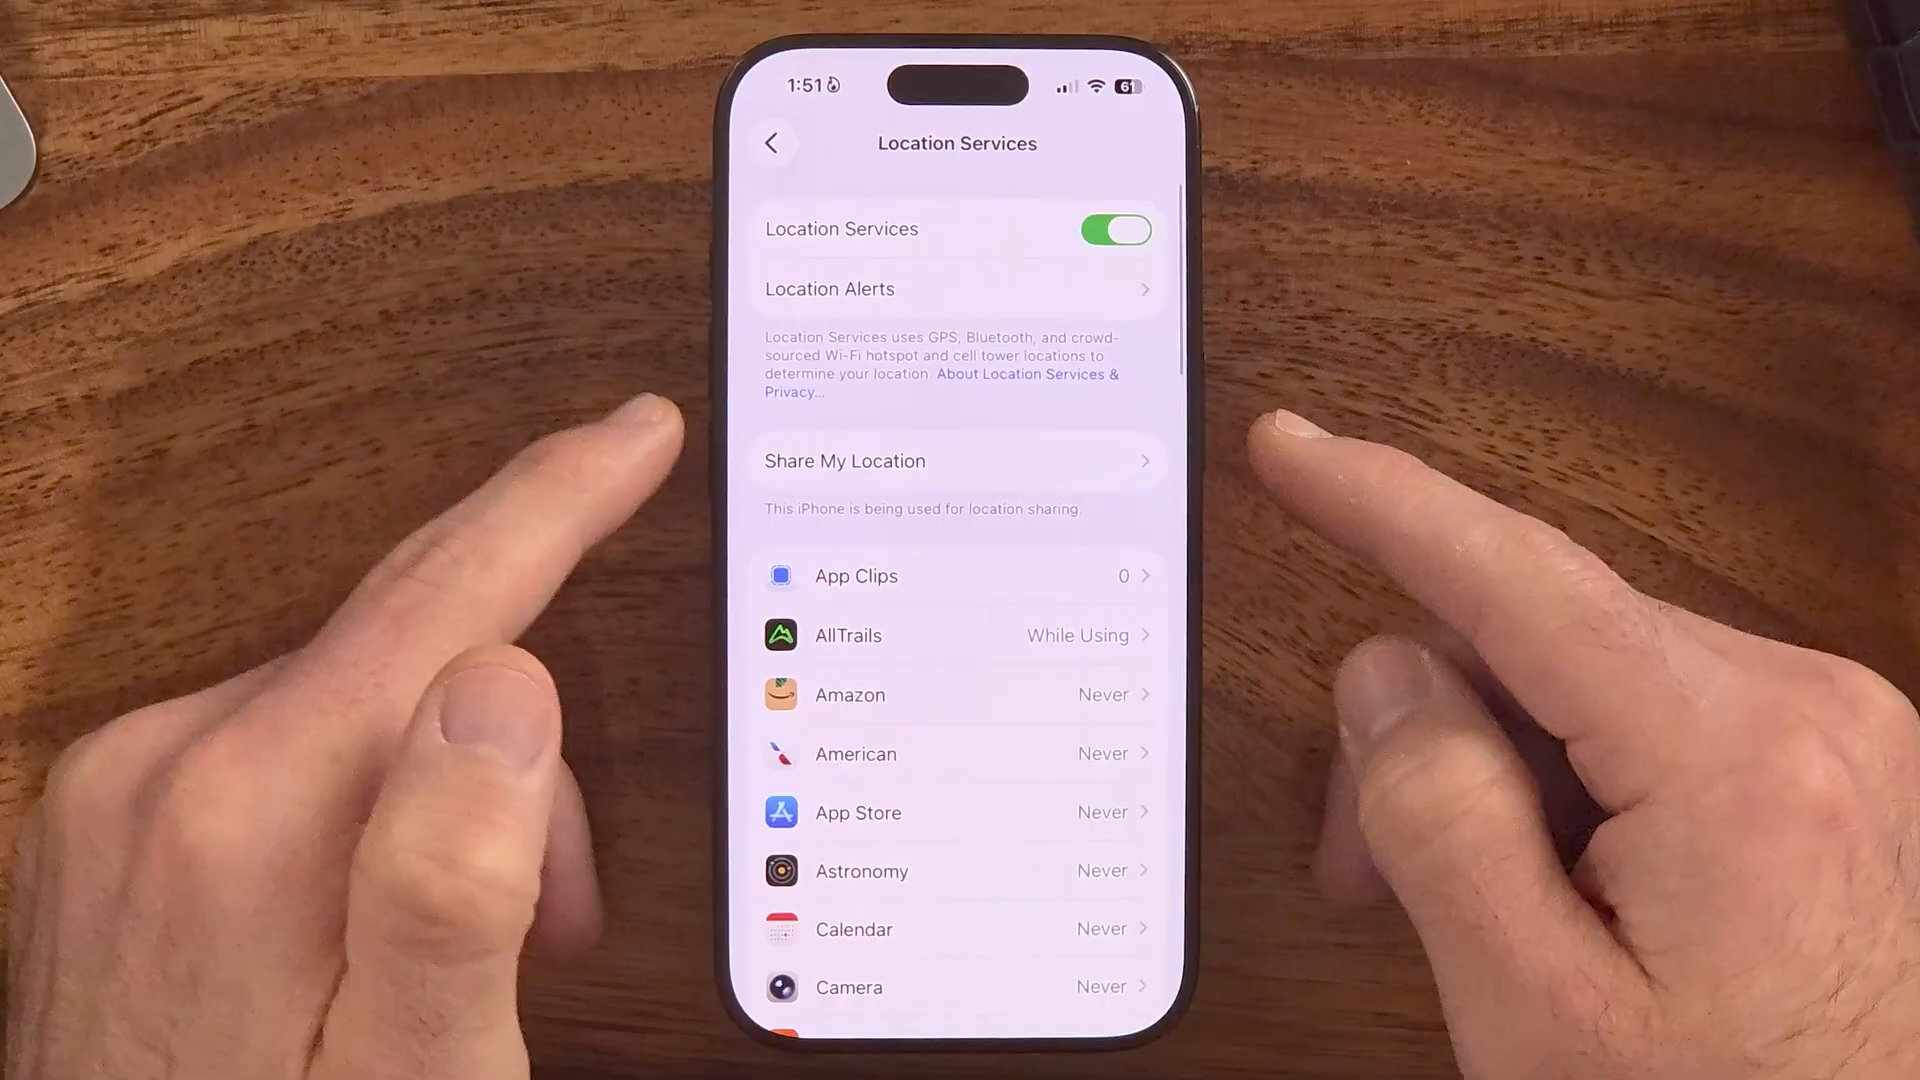 1:51
61
Location Services
Location Services
Location Alerts
Location Services uses GPS, Bluetooth, and crowd-
sourced Wi-Fi hotspot and cell tower locations to
determine your location. About Location Services &
Privacy...
Share My Location
This iPhone is being used for location sharing.
App Clips 0
AllTrails While Using
Amazon Never
American Never
App Store Never
Astronomy Never
Calendar Never
Camera Never